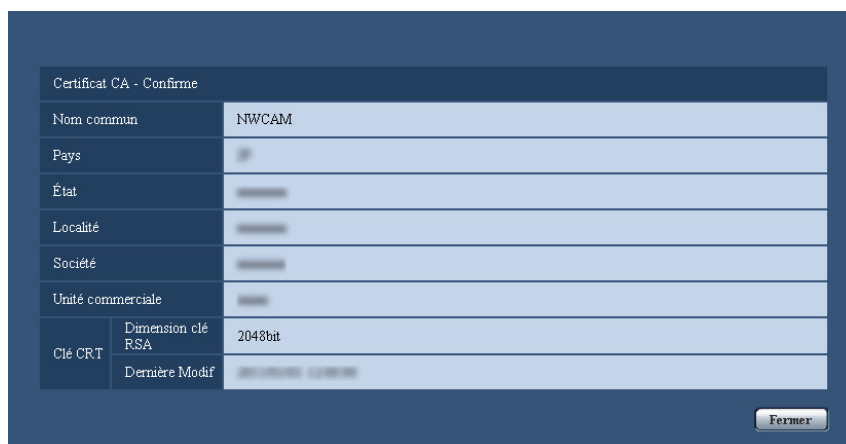 Certificat CA - Confirme
Nom commun NWCAM
Pays
État
Localité
Société
Unité commerciale
Clé CRT
Dimension clé
RSA
2048bit
Dernière Modif
Fermer